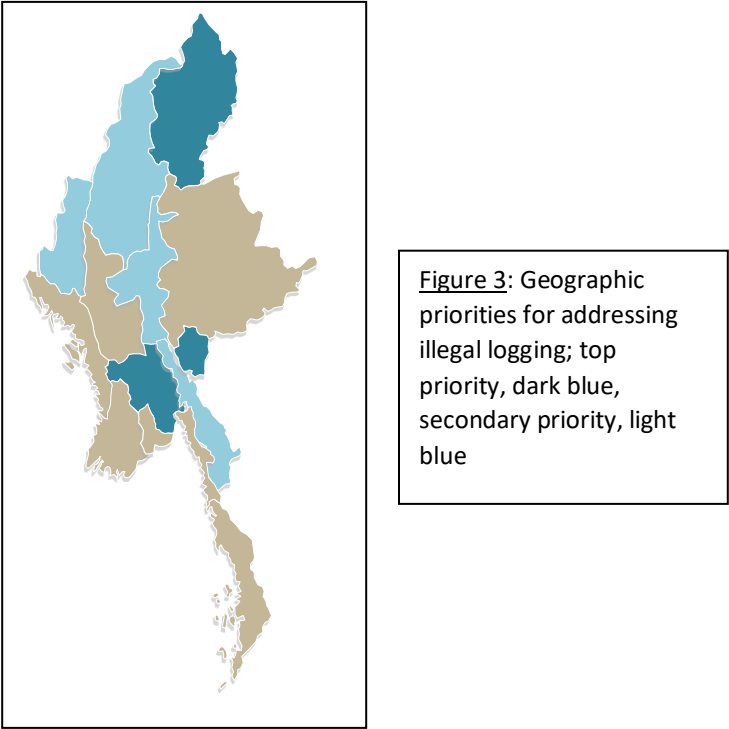 Figure 3: Geographic
priorities for addressing
illegal logging; top
priority, dark blue,
secondary priority, light
blue